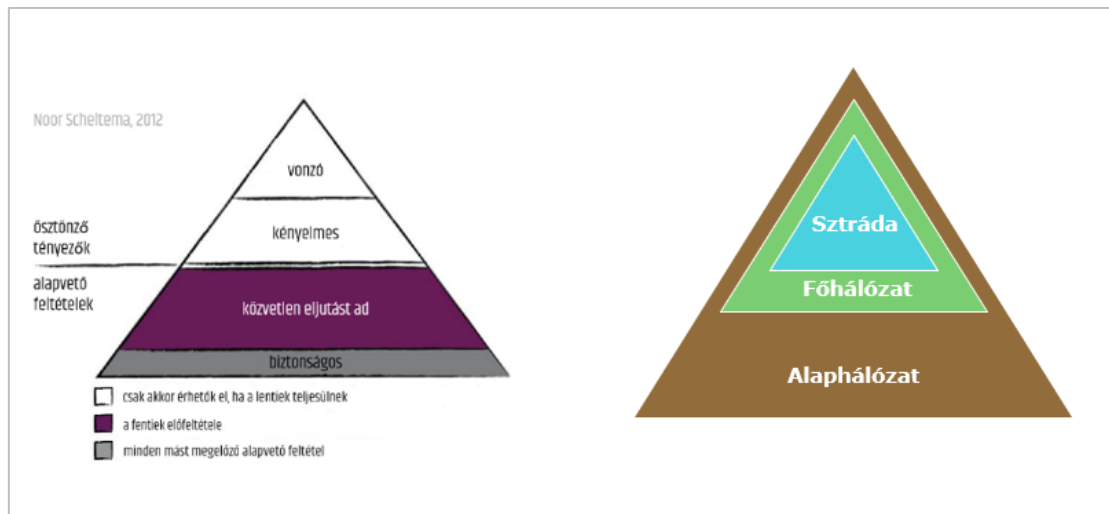 Noor Scheltema, 2012
vonzó
kényelmes
ösztönző
tényezők
alapvető
feltételek
közvetlen eljutást ad
biztonságos
csak akkor érhetők el, ha a lentiek teljesülnek
a fentiek előfeltétele
minden mást megelőző alapvető feltétel
Sztráda
Főhálózat
Alaphálózat